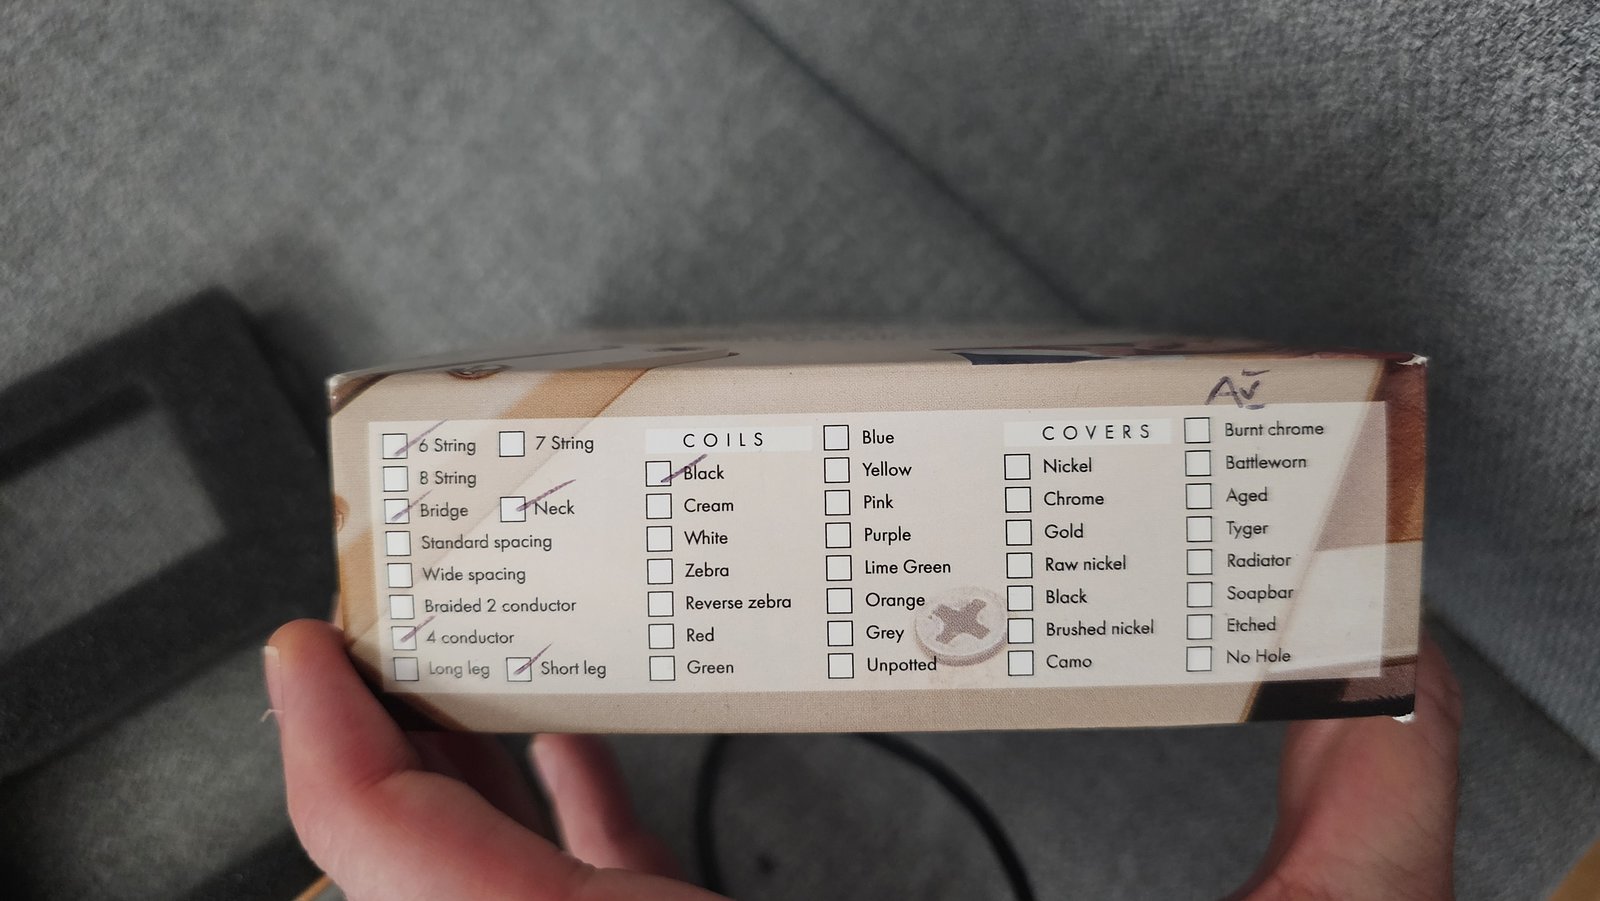 6 String 7 String
8 String
Bridge Neck
Standard spacing
Wide spacing
Braided 2 conductor
4 conductor
Long leg Short leg
COILS
Black
Cream
White
Zebra
Reverse zebra
Red
Green
Blue
Yellow
Pink
Purple
Lime Green
Orange
Grey
Unpotted
COVERS
Nickel
Chrome
Gold
Raw nickel
Black
Brushed nickel
Camo
Burnt chrome
Battleworn
Aged
Tyger
Radiator
Soapbar
Etched
No Hole